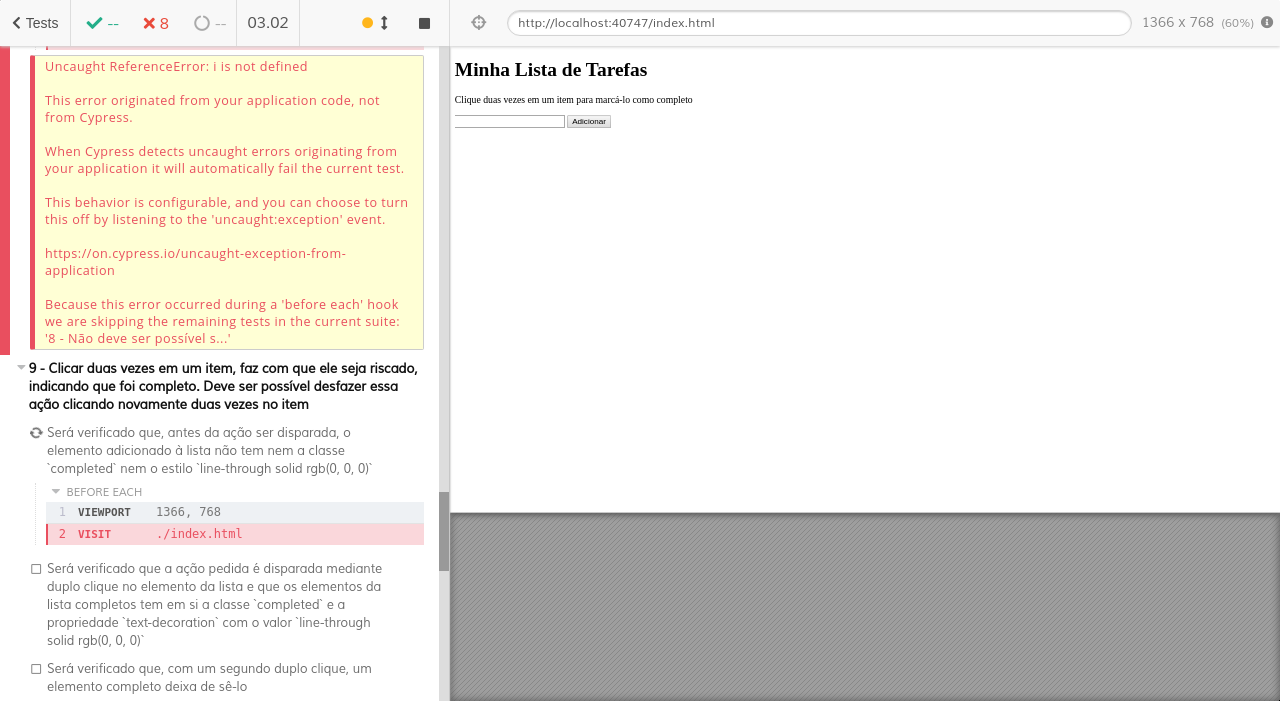 Tests
--
8
--
03.02
http://localhost:40747/index.html
1366 x 768 (60%)
Uncaught ReferenceError: i is not defined
This error originated from your application code, not
from Cypress.
When Cypress detects uncaught errors originating from
your application it will automatically fail the current test.
This behavior is configurable, and you can choose to turn
this off by listening to the 'uncaught:exception' event.
https://on.cypress.io/uncaught-exception-from-
application
Because this error occurred during a 'before each' hook
we are skipping the remaining tests in the current suite:
'8 - Não deve ser possível s...'
9 - Clicar duas vezes em um item, faz com que ele seja riscado,
indicando que foi completo. Deve ser possível desfazer essa
ação clicando novamente duas vezes no item
Será verificado que, antes da ação ser disparada, o
elemento adicionado à lista não tem nem a classe
`completed` nem o estilo `line-through solid rgb(0, 0, 0)`
BEFORE EACH
1 VIEWPORT 1366, 768
2 VISIT ./index.html
Será verificado que a ação pedida é disparada mediante
duplo clique no elemento da lista e que os elementos da
lista completos tem em si a classe `completed` e a
propriedade `text-decoration` com o valor `line-through
solid rgb(0, 0, 0)`
Será verificado que, com um segundo duplo clique, um
elemento completo deixa de sê-lo
Minha Lista de Tarefas
Clique duas vezes em um item para marcá-lo como completo
Adicionar